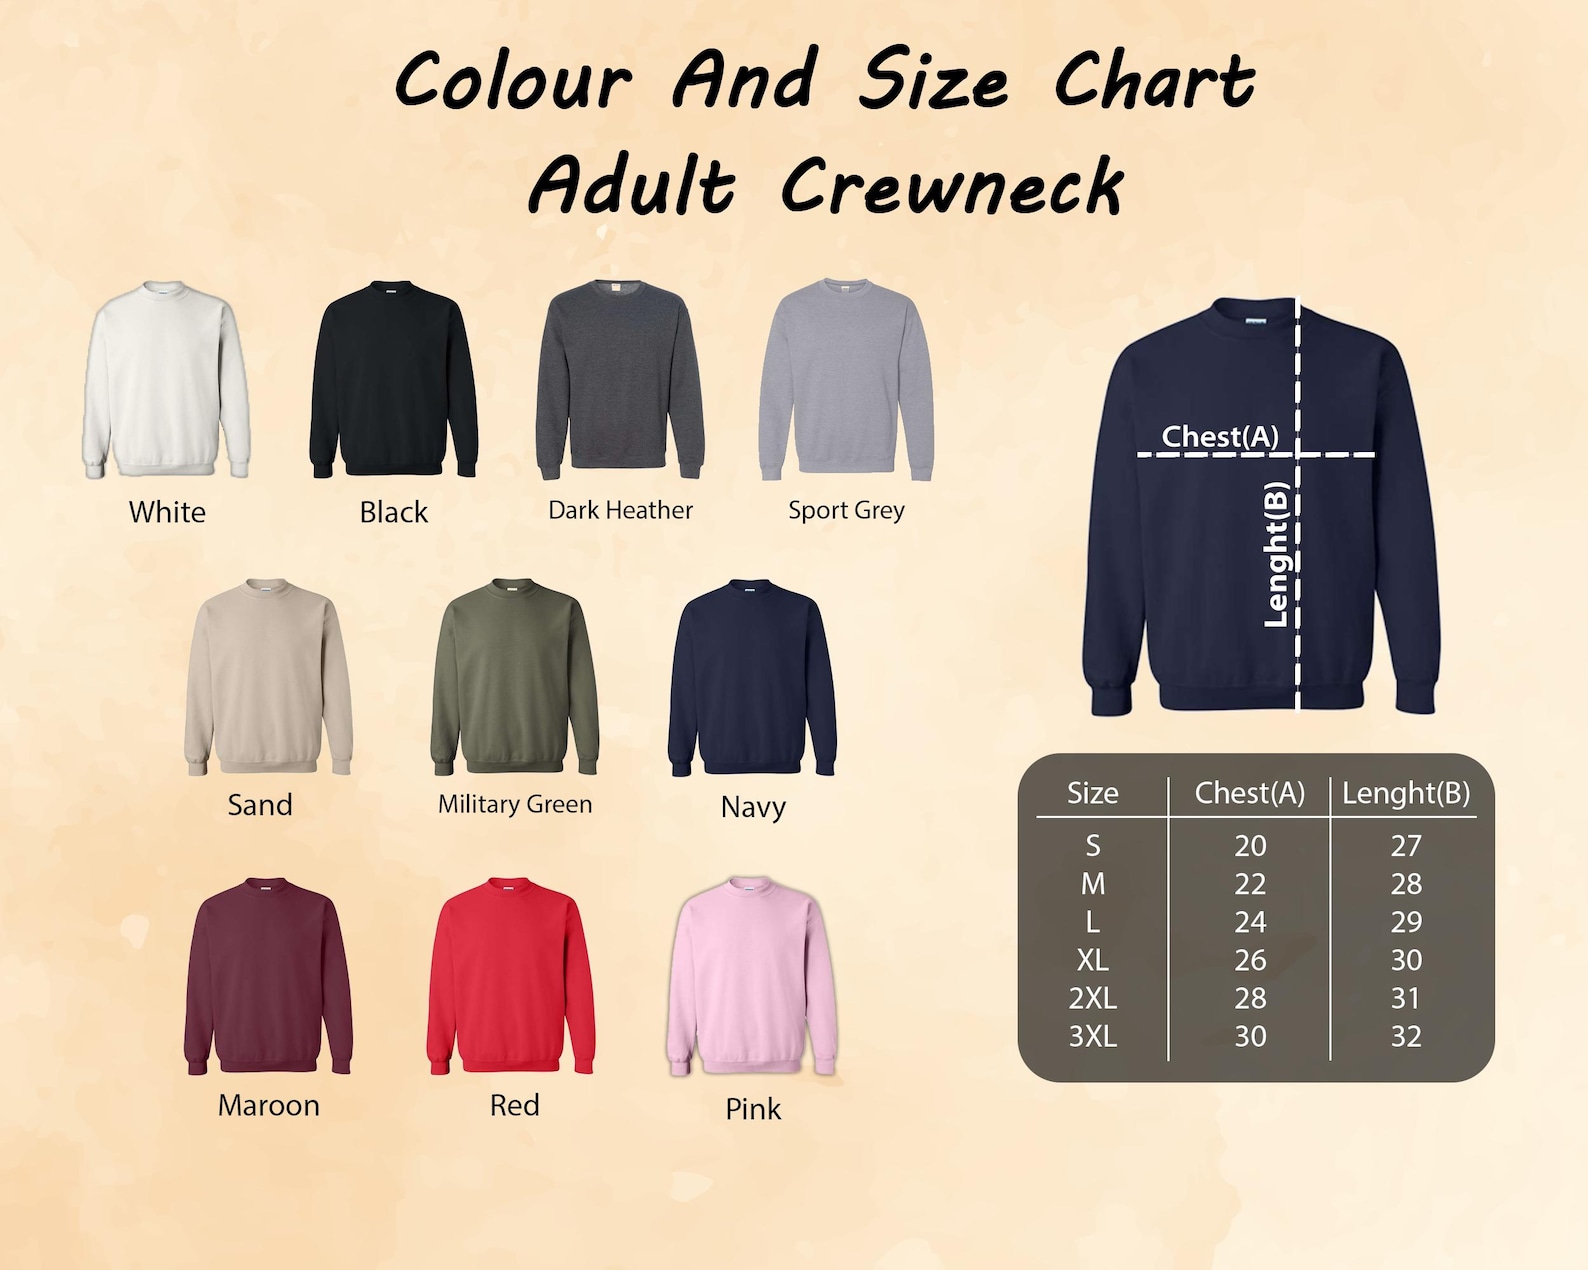 Colour And Size Chart
Adult Crewneck
White
Black
Dark Heather
Sport Grey
Sand
Military Green
Navy
Maroon
Red
Pink
Chest(A)
Lenght(B)
Size Chest(A) Lenght(B)
S 20 27
M 22 28
L 24 29
XL 26 30
2XL 28 31
3XL 30 32